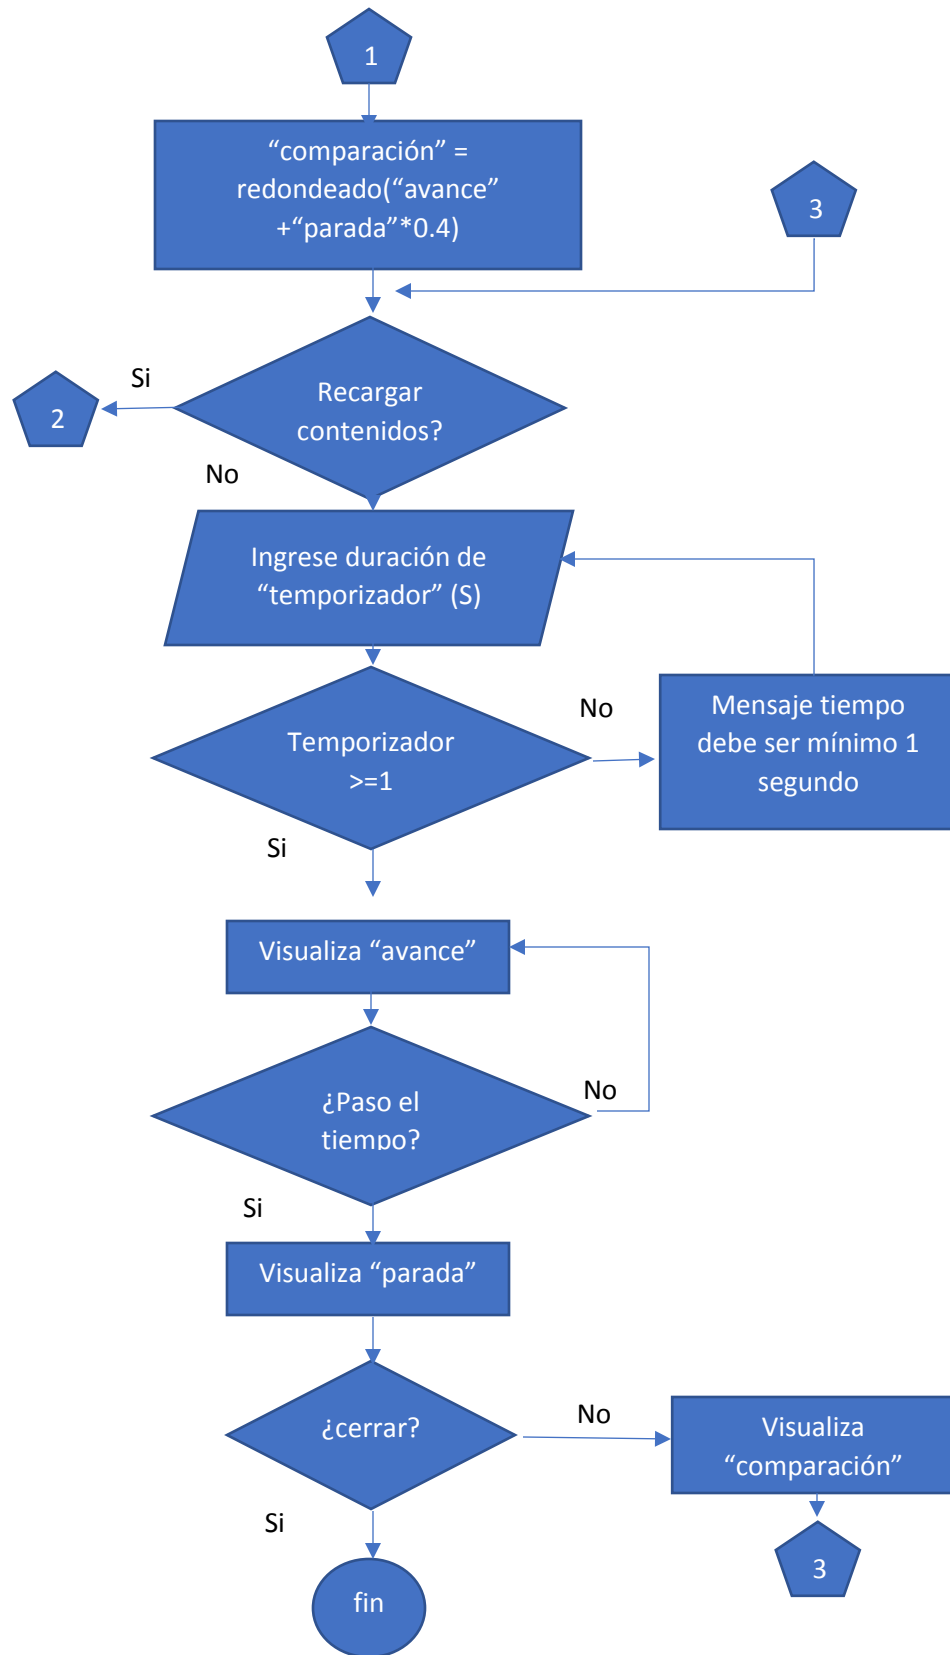 1
“comparación” =
redondeado(“avance”
+“parada”*0.4)
3
Si
2
Recargar
contenidos?
No
Ingrese duración de
“temporizador” (S)
No
Mensaje tiempo
debe ser mínimo 1
segundo
Temporizador
>=1
Si
Visualiza “avance”
¿Paso el
tiempo?
No
Si
Visualiza “parada”
¿cerrar?
No
Visualiza
“comparación”
Si
3
fin